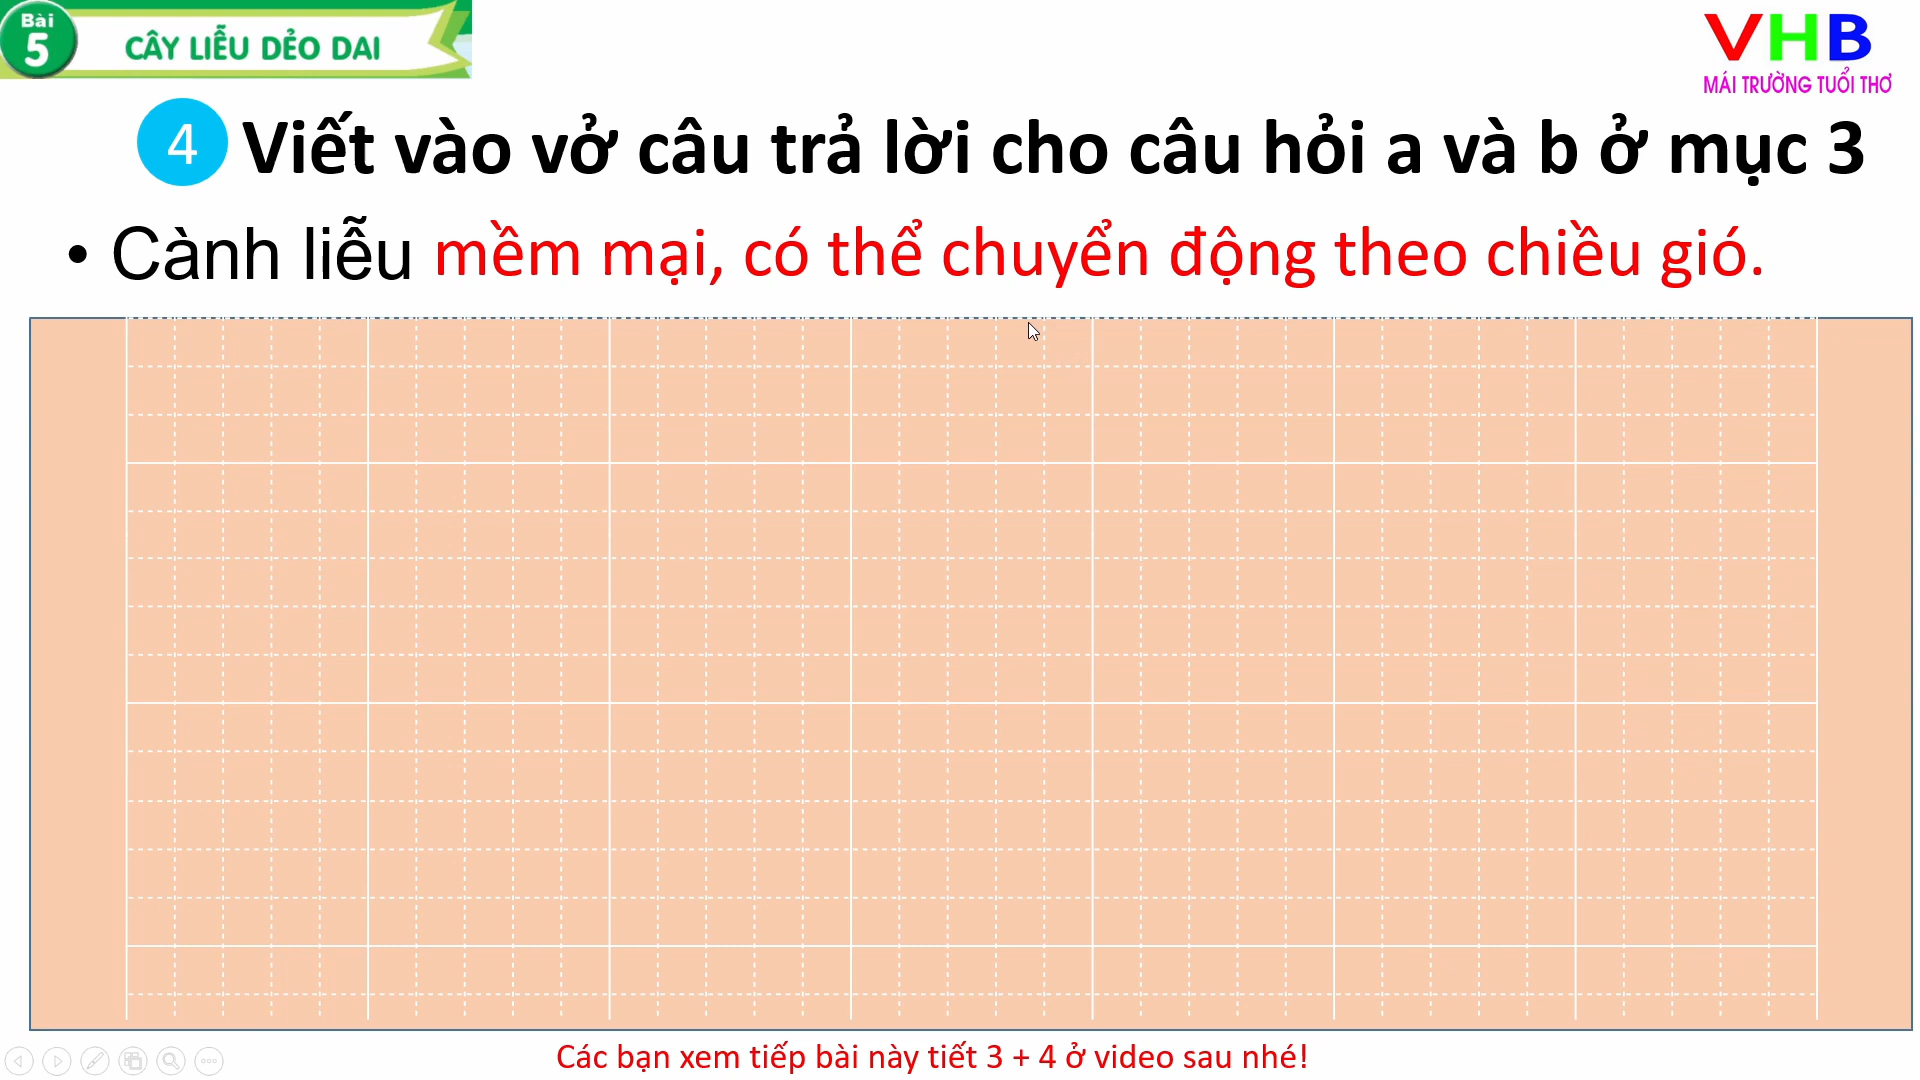 Bài
5
CÂY LIỄU DẺO DAI
VHB
MÁI TRƯỜNG TUỔI THƠ
4 Viết vào vở câu trả lời cho câu hỏi a và b ở mục 3
• Cành liễu mềm mại, có thể chuyển động theo chiều gió.
Các bạn xem tiếp bài này tiết 3 + 4 ở video sau nhé!